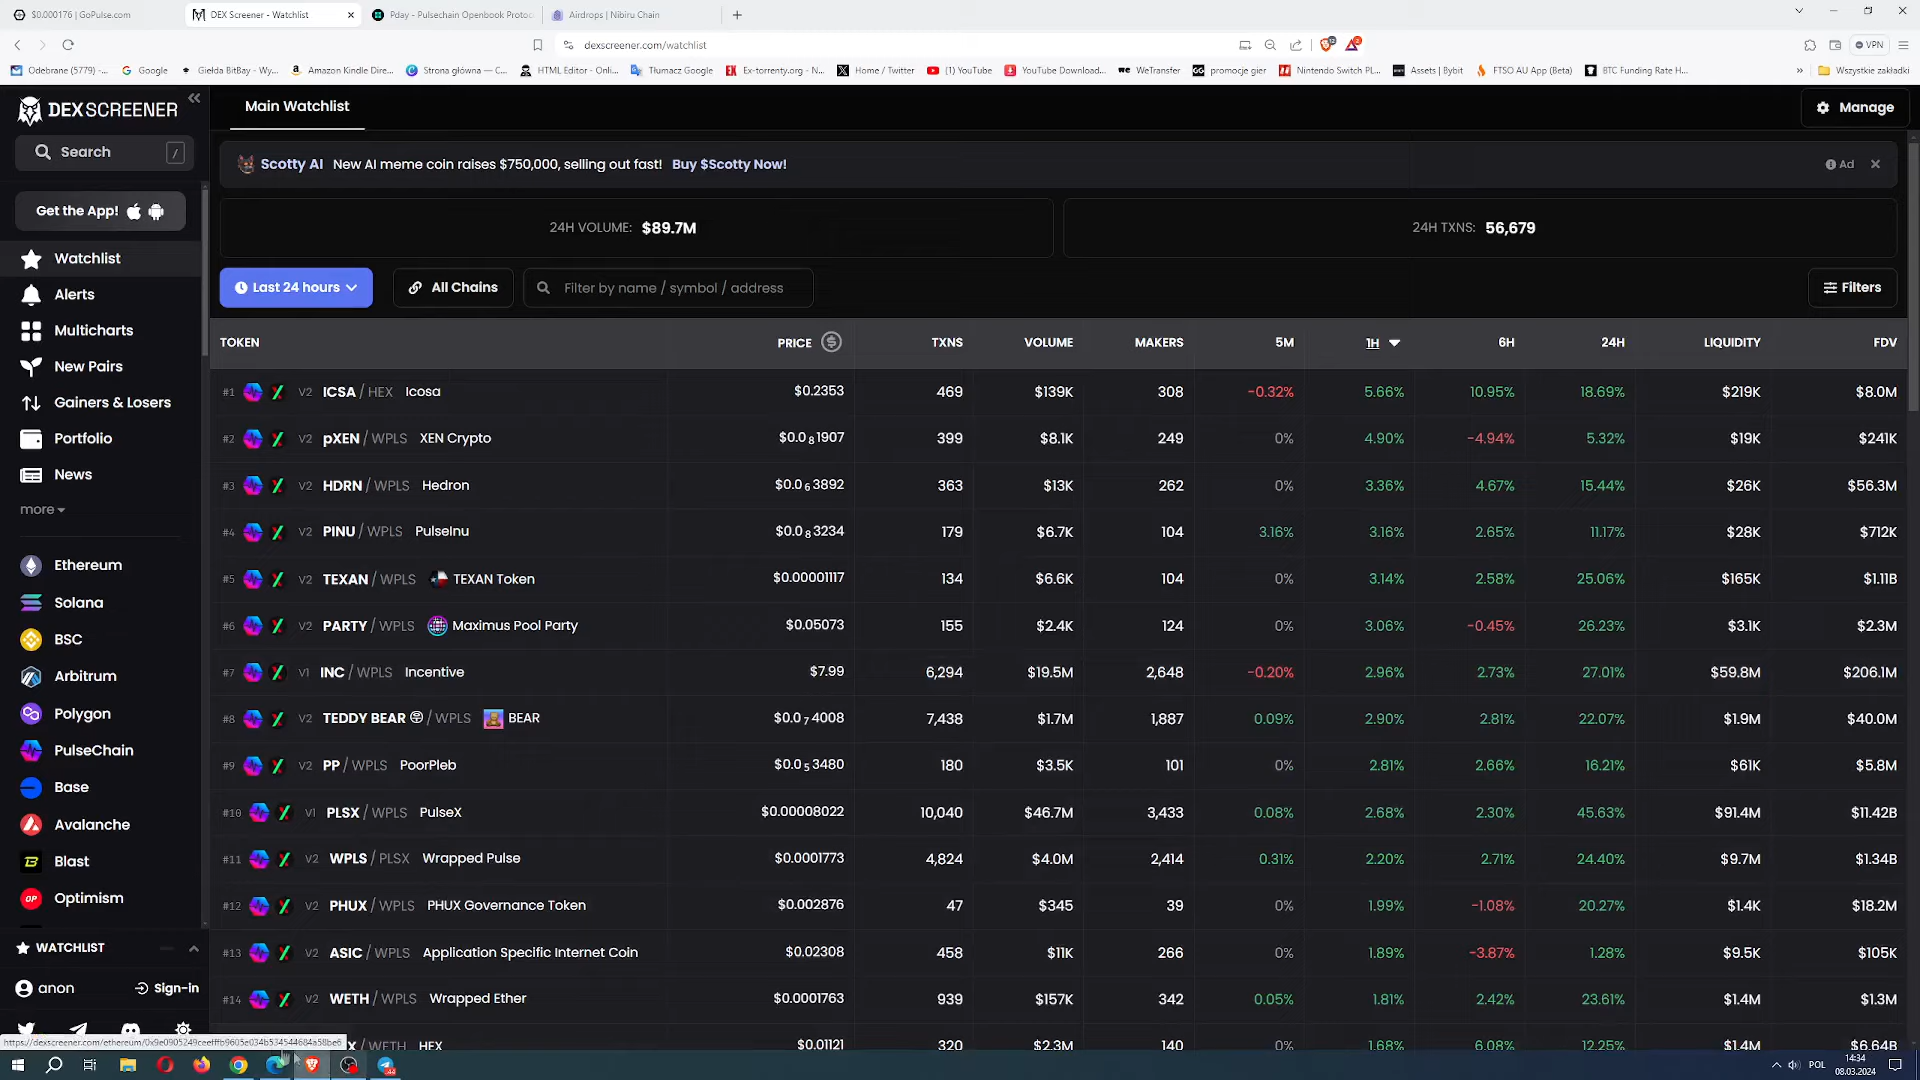 $0.000176 | GoPulse.com
DEX Screener - Watchlist
Pday - Pulsechain Openbook Proto
Airdrops | Nibiru Chain
dexscreener.com/watchlist
VPN
Odebrane (5779) -...
Google
Giełda BitBay - Wy...
Amazon Kindle Dire...
Strona główna — C...
HTML Editor - Onli...
Tłumacz Google
Ex-torrenty.org - N...
Home / Twitter
(1) YouTube
YouTube Download...
WeTransfer
promocje gier
Nintendo Switch PL...
Assets | Bybit
FTSO AU App (Beta)
BTC Funding Rate H...
Wszystkie zakładki
DEX SCREENER
Main Watchlist
Manage
Search /
Scotty AI New AI meme coin raises $750,000, selling out fast! Buy $Scotty Now!
Ad
Get the App!
24H VOLUME: $89.7M
24H TXNS: 56,679
Watchlist
Alerts
Multicharts
New Pairs
Gainers & Losers
Portfolio
News
more
Ethereum
Solana
BSC
Arbitrum
Polygon
PulseChain
Base
Avalanche
Blast
Optimism
WATCHLIST
anon Sign-in
Last 24 hours
All Chains
Filter by name / symbol / address
Filters
TOKEN PRICE TXNS VOLUME MAKERS 5M 1H 6H 24H LIQUIDITY FDV
#1 V2 ICSA / HEX Icosa $0.2353 469 $139K 308 -0.32% 5.66% 10.95% 18.69% $219K $8.0M
#2 V2 pXEN / WPLS XEN Crypto $0.0₈1907 399 $8.1K 249 0% 4.90% -4.94% 5.32% $19K $241K
#3 V2 HDRN / WPLS Hedron $0.0₆3892 363 $13K 262 0% 3.36% 4.67% 15.44% $26K $56.3M
#4 V2 PINU / WPLS PulseInu $0.0₈3234 179 $6.7K 104 3.16% 3.16% 2.65% 11.17% $28K $712K
#5 V2 TEXAN / WPLS TEXAN Token $0.00001117 134 $6.6K 104 0% 3.14% 2.58% 25.06% $165K $1.11B
#6 V2 PARTY / WPLS Maximus Pool Party $0.05073 155 $2.4K 124 0% 3.06% -0.45% 26.23% $3.1K $2.3M
#7 V1 INC / WPLS Incentive $7.99 6,294 $19.5M 2,648 -0.20% 2.96% 2.73% 27.01% $59.8M $206.1M
#8 V2 TEDDY BEAR / WPLS BEAR $0.0₇4008 7,438 $1.7M 1,887 0.09% 2.90% 2.81% 22.07% $1.9M $40.0M
#9 V2 PP / WPLS PoorPleb $0.0₅3480 180 $3.5K 101 0% 2.81% 2.66% 16.21% $61K $5.8M
#10 V1 PLSX / WPLS PulseX $0.00008022 10,040 $46.7M 3,433 0.08% 2.68% 2.30% 45.63% $91.4M $11.42B
#11 V2 WPLS / PLSX Wrapped Pulse $0.0001773 4,824 $4.0M 2,414 0.31% 2.20% 2.71% 24.40% $9.7M $1.34B
#12 V2 PHUX / WPLS PHUX Governance Token $0.002876 47 $345 39 0% 1.99% -1.08% 20.27% $1.4K $18.2M
#13 V2 ASIC / WPLS Application Specific Internet Coin $0.02308 458 $11K 266 0% 1.89% -3.87% 1.28% $9.5K $105K
#14 V2 WETH / WPLS Wrapped Ether $0.0001763 939 $157K 342 0.05% 1.81% 2.42% 23.61% $1.4M $1.3M
X / WETH HEX $0.01121 320 $2.3M 140 0% 1.68% 6.08% 12.25% $1.4M $6.64B
POL
14:34
08.03.2024